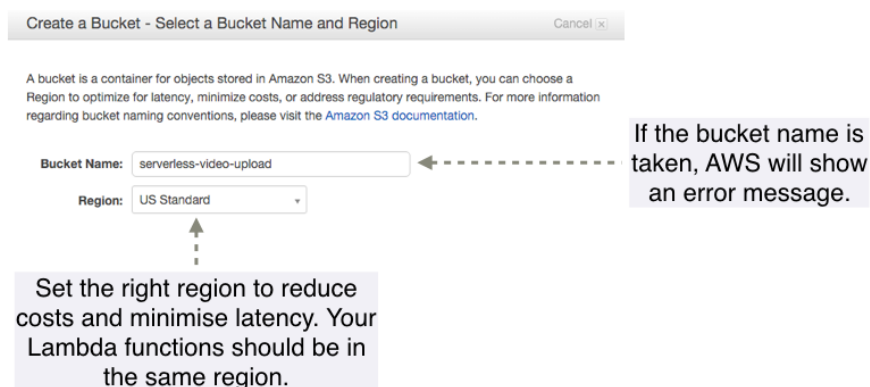 Create a Bucket - Select a Bucket Name and Region
Cancel x
A bucket is a container for objects stored in Amazon S3. When creating a bucket, you can choose a
Region to optimize for latency, minimize costs, or address regulatory requirements. For more information
regarding bucket naming conventions, please visit the Amazon S3 documentation.
Bucket Name: serverless-video-upload
Region: US Standard
If the bucket name is
taken, AWS will show
an error message.
Set the right region to reduce
costs and minimise latency. Your
Lambda functions should be in
the same region.